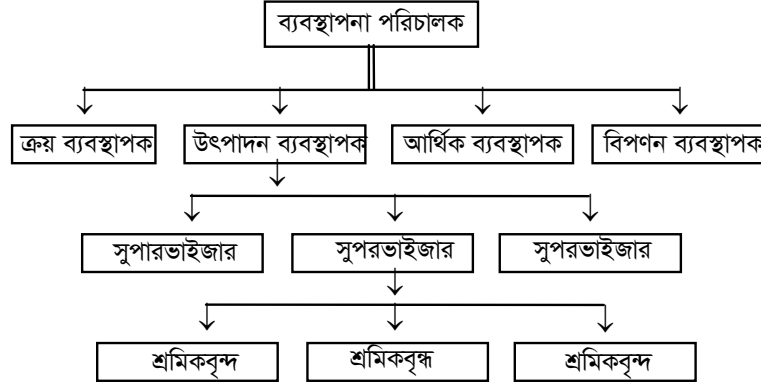 ব্যবস্থাপনা পরিচালক
ক্রয় ব্যবস্থাপক উৎপাদন ব্যবস্থাপক আর্থিক ব্যবস্থাপক বিপণন ব্যবস্থাপক
সুপারভাইজার সুপরভাইজার সুপরভাইজার
শ্রমিকবৃন্দ শ্রমিকবৃন্ধ শ্রমিকবৃন্দ